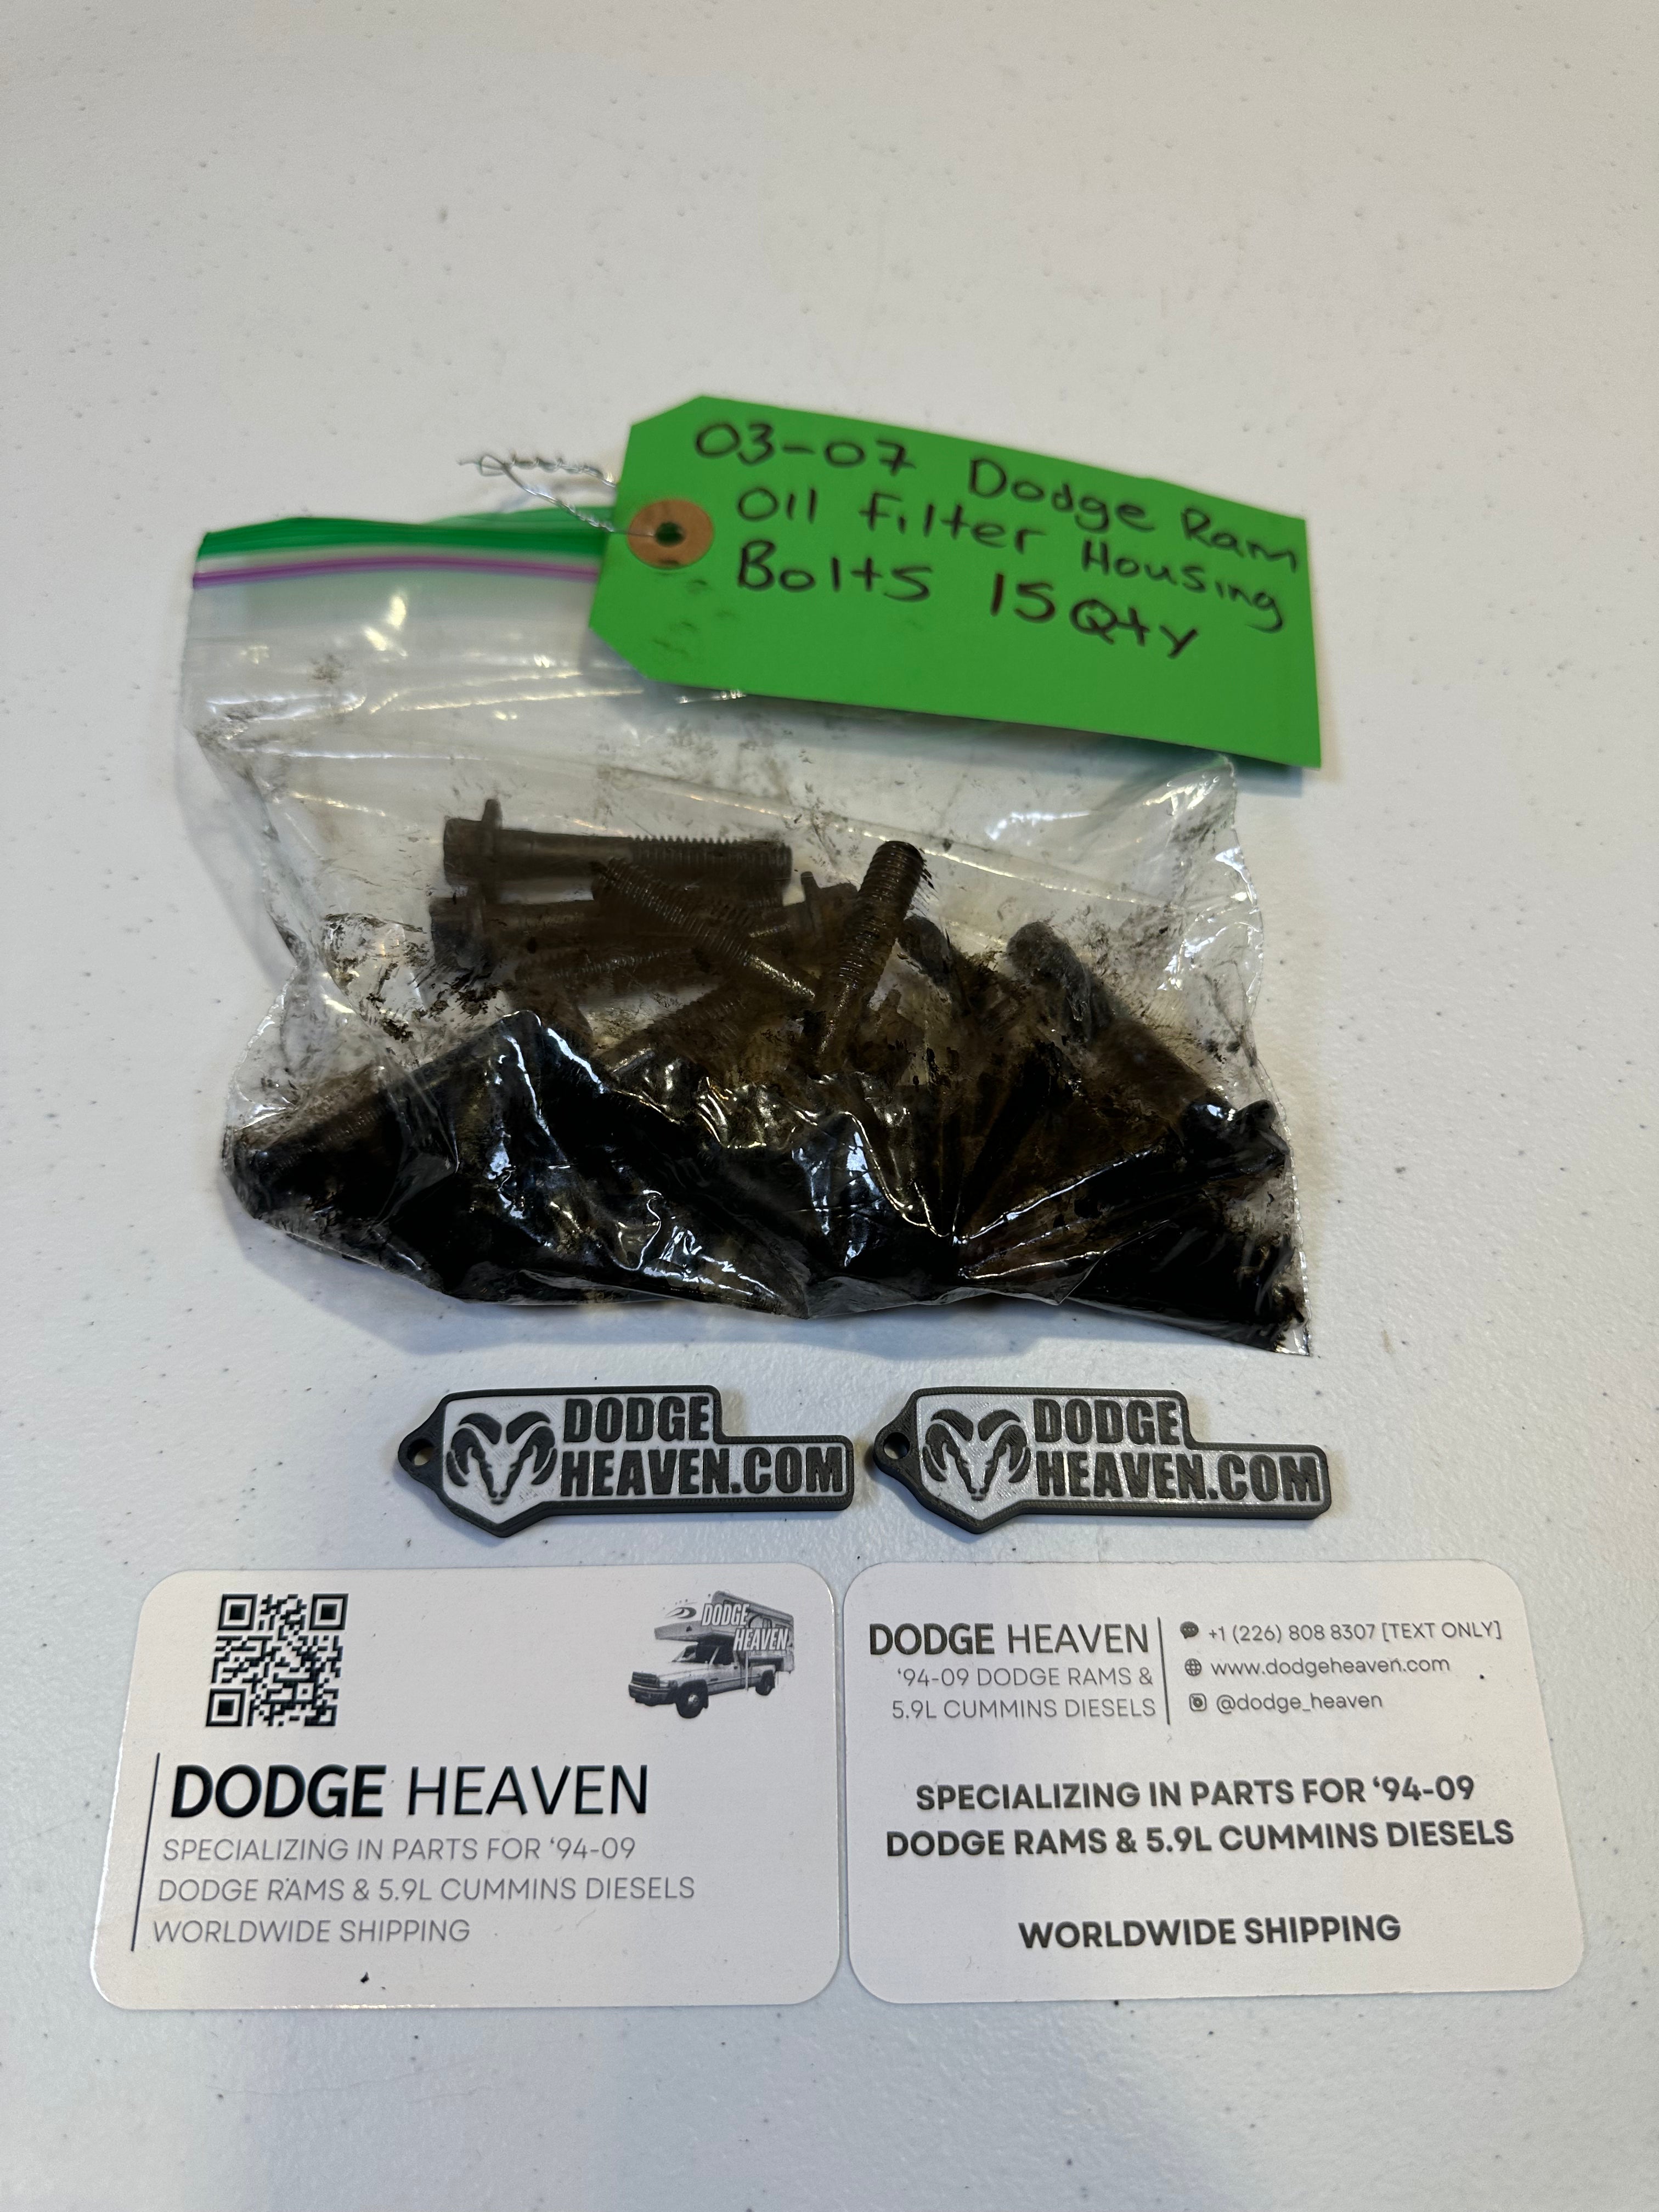 03-07 Dodge Ram
Oil Filter Housing
Bolts 15 Qty
DODGE
HEAVEN.COM
DODGE
HEAVEN.COM
DODGE
HEAVEN
DODGE HEAVEN
SPECIALIZING IN PARTS FOR ‘94-09
DODGE RAMS & 5.9L CUMMINS DIESELS
WORLDWIDE SHIPPING
DODGE HEAVEN
‘94-09 DODGE RAMS &
5.9L CUMMINS DIESELS
+1 (226) 808 8307 [TEXT ONLY]
www.dodgeheaven.com
@dodge_heaven
SPECIALIZING IN PARTS FOR ‘94-09
DODGE RAMS & 5.9L CUMMINS DIESELS
WORLDWIDE SHIPPING